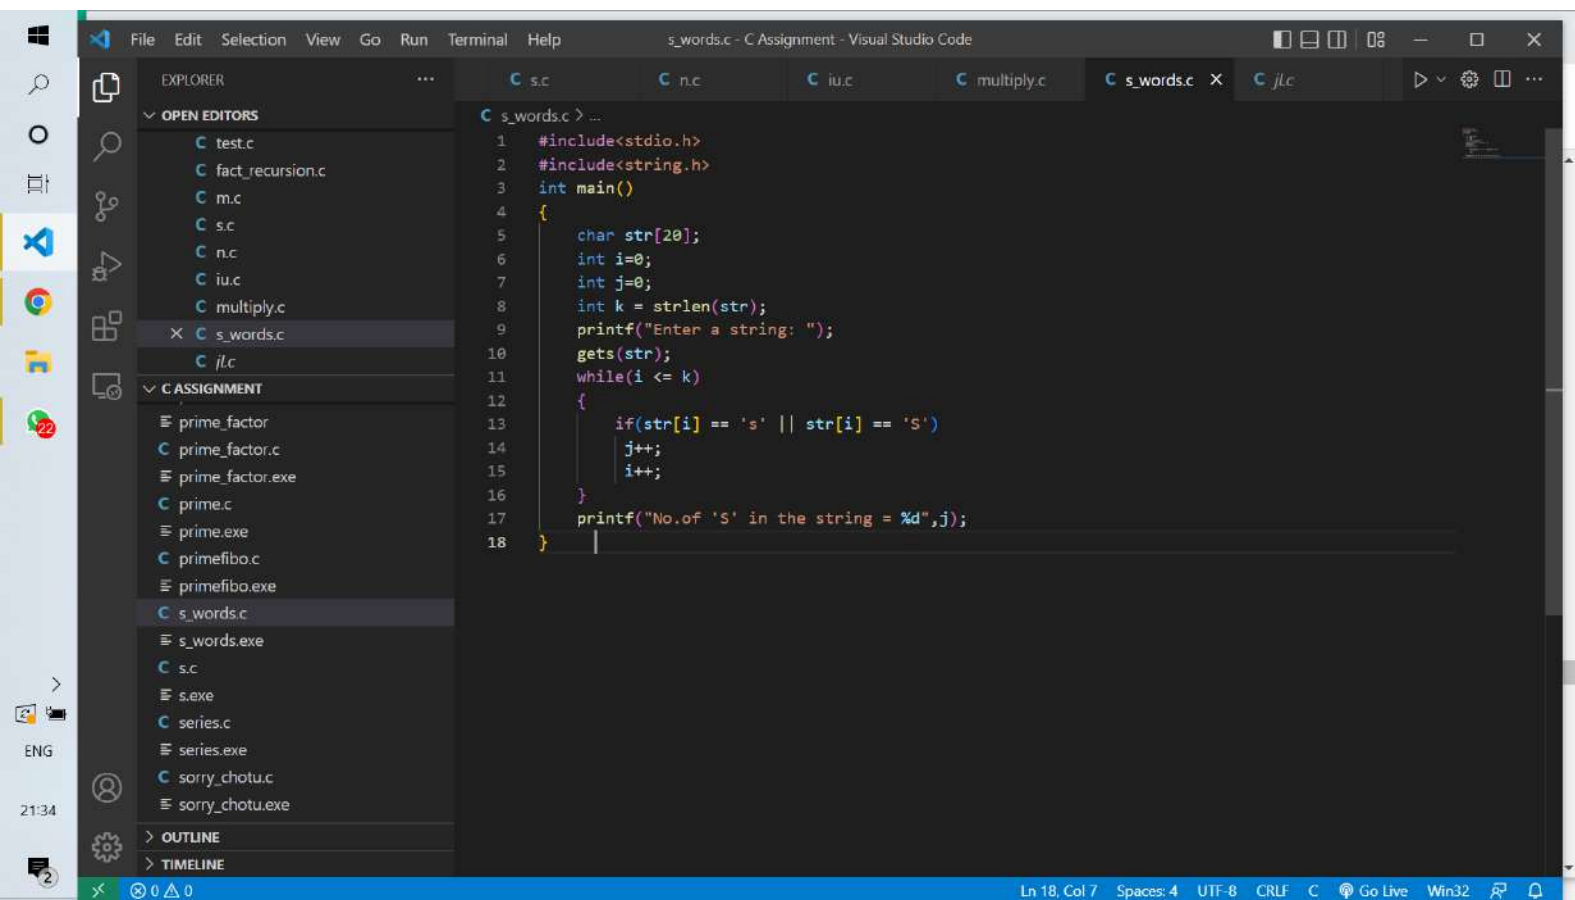 File Edit Selection View Go Run Terminal Help
s_words.c - C Assignment - Visual Studio Code
EXPLORER
OPEN EDITORS
test.c
fact_recursion.c
m.c
s.c
n.c
iu.c
multiply.c
s_words.c
jl.c
C ASSIGNMENT
prime_factor
prime_factor.c
prime_factor.exe
prime.c
prime.exe
primefibo.c
primefibo.exe
s_words.c
s_words.exe
s.c
s.exe
series.c
series.exe
sorry_chotu.c
sorry_chotu.exe
OUTLINE
TIMELINE
C s.c C n.c C iu.c C multiply.c C s_words.c C jl.c
C s_words.c > ...
1 #include<stdio.h>
2 #include<string.h>
3 int main()
4 {
5 char str[20];
6 int i=0;
7 int j=0;
8 int k = strlen(str);
9 printf("Enter a string: ");
10 gets(str);
11 while(i <= k)
12 {
13 if(str[i] == 's' || str[i] == 'S')
14 j++;
15 i++;
16 }
17 printf("No.of 'S' in the string = %d",j);
18 }
22
ENG
21:34
2
0 0
Ln 18, Col 7 Spaces: 4 UTF-8 CRLF C Go Live Win32